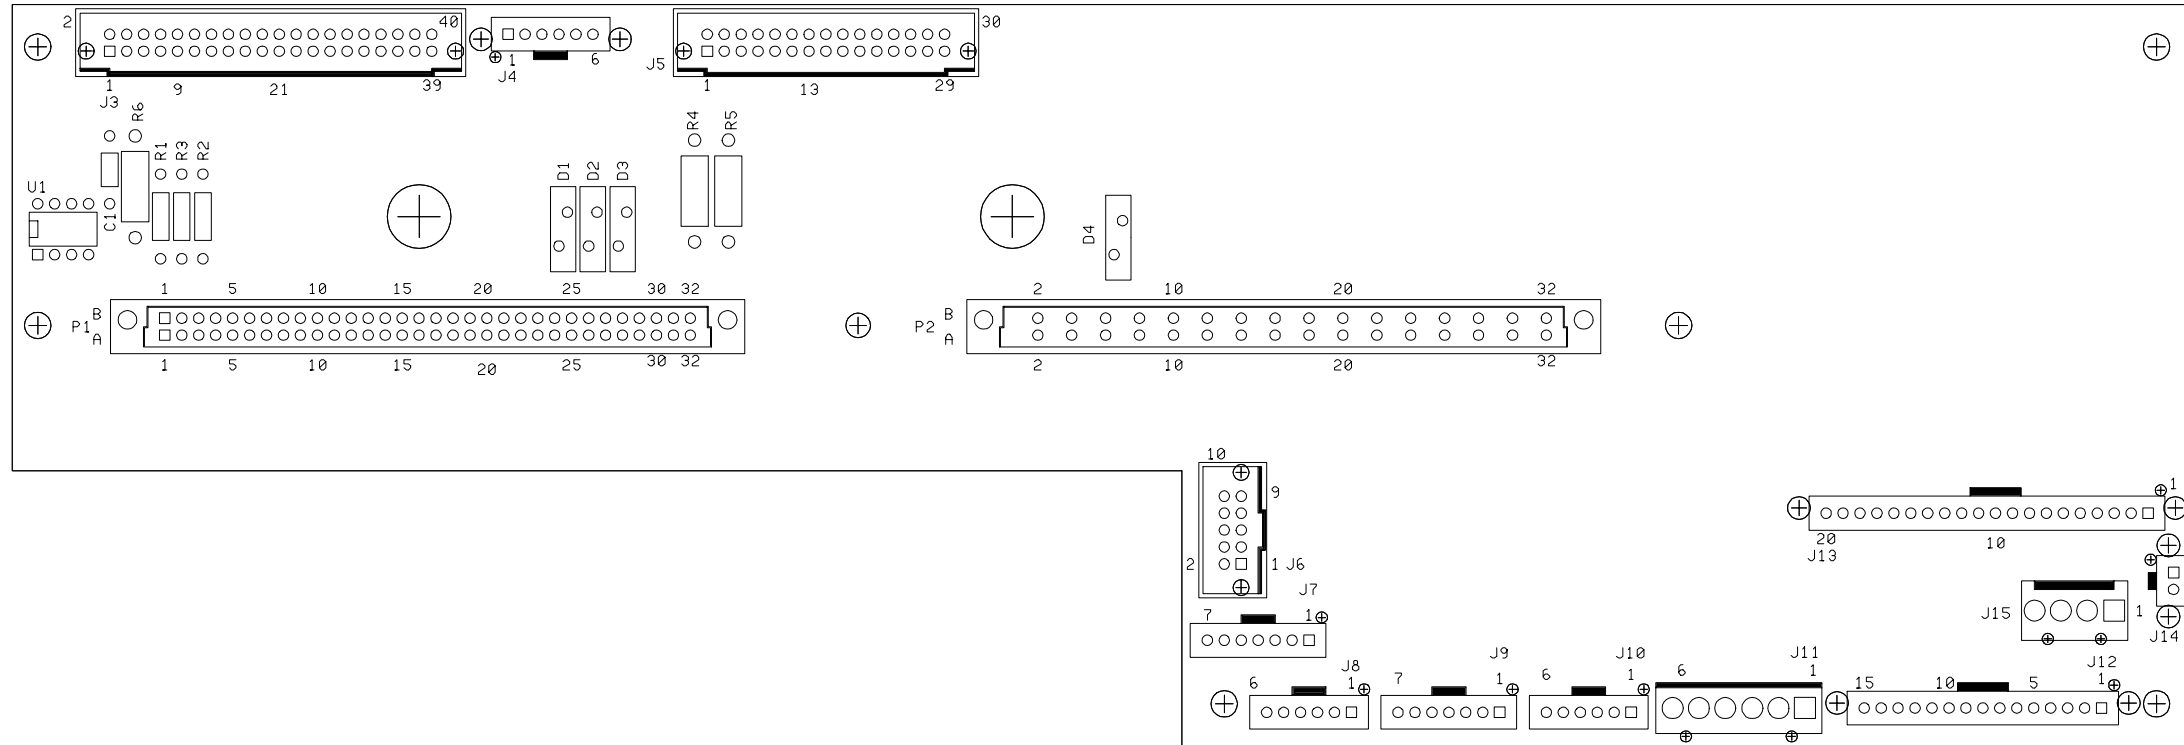 2 40 30
1 6
J4
J5
1 9 21 39
1 13 29
J3
R6
R4 R5
R1 R3 R2
D1 D2 D3
U1
C1
D4
1 5 10 15 20 25 30 32
2 10 20 32
P1 B
A
P2 B
A
1 5 10 15 20 25 30 32
2 10 20 32
10
9
1
20 10
J13
2 1 J6
J7
7 1
J15 1
J14
J8 J9 J10 J11 J12
6 1 7 1 6 1 6 1 15 10 5 1